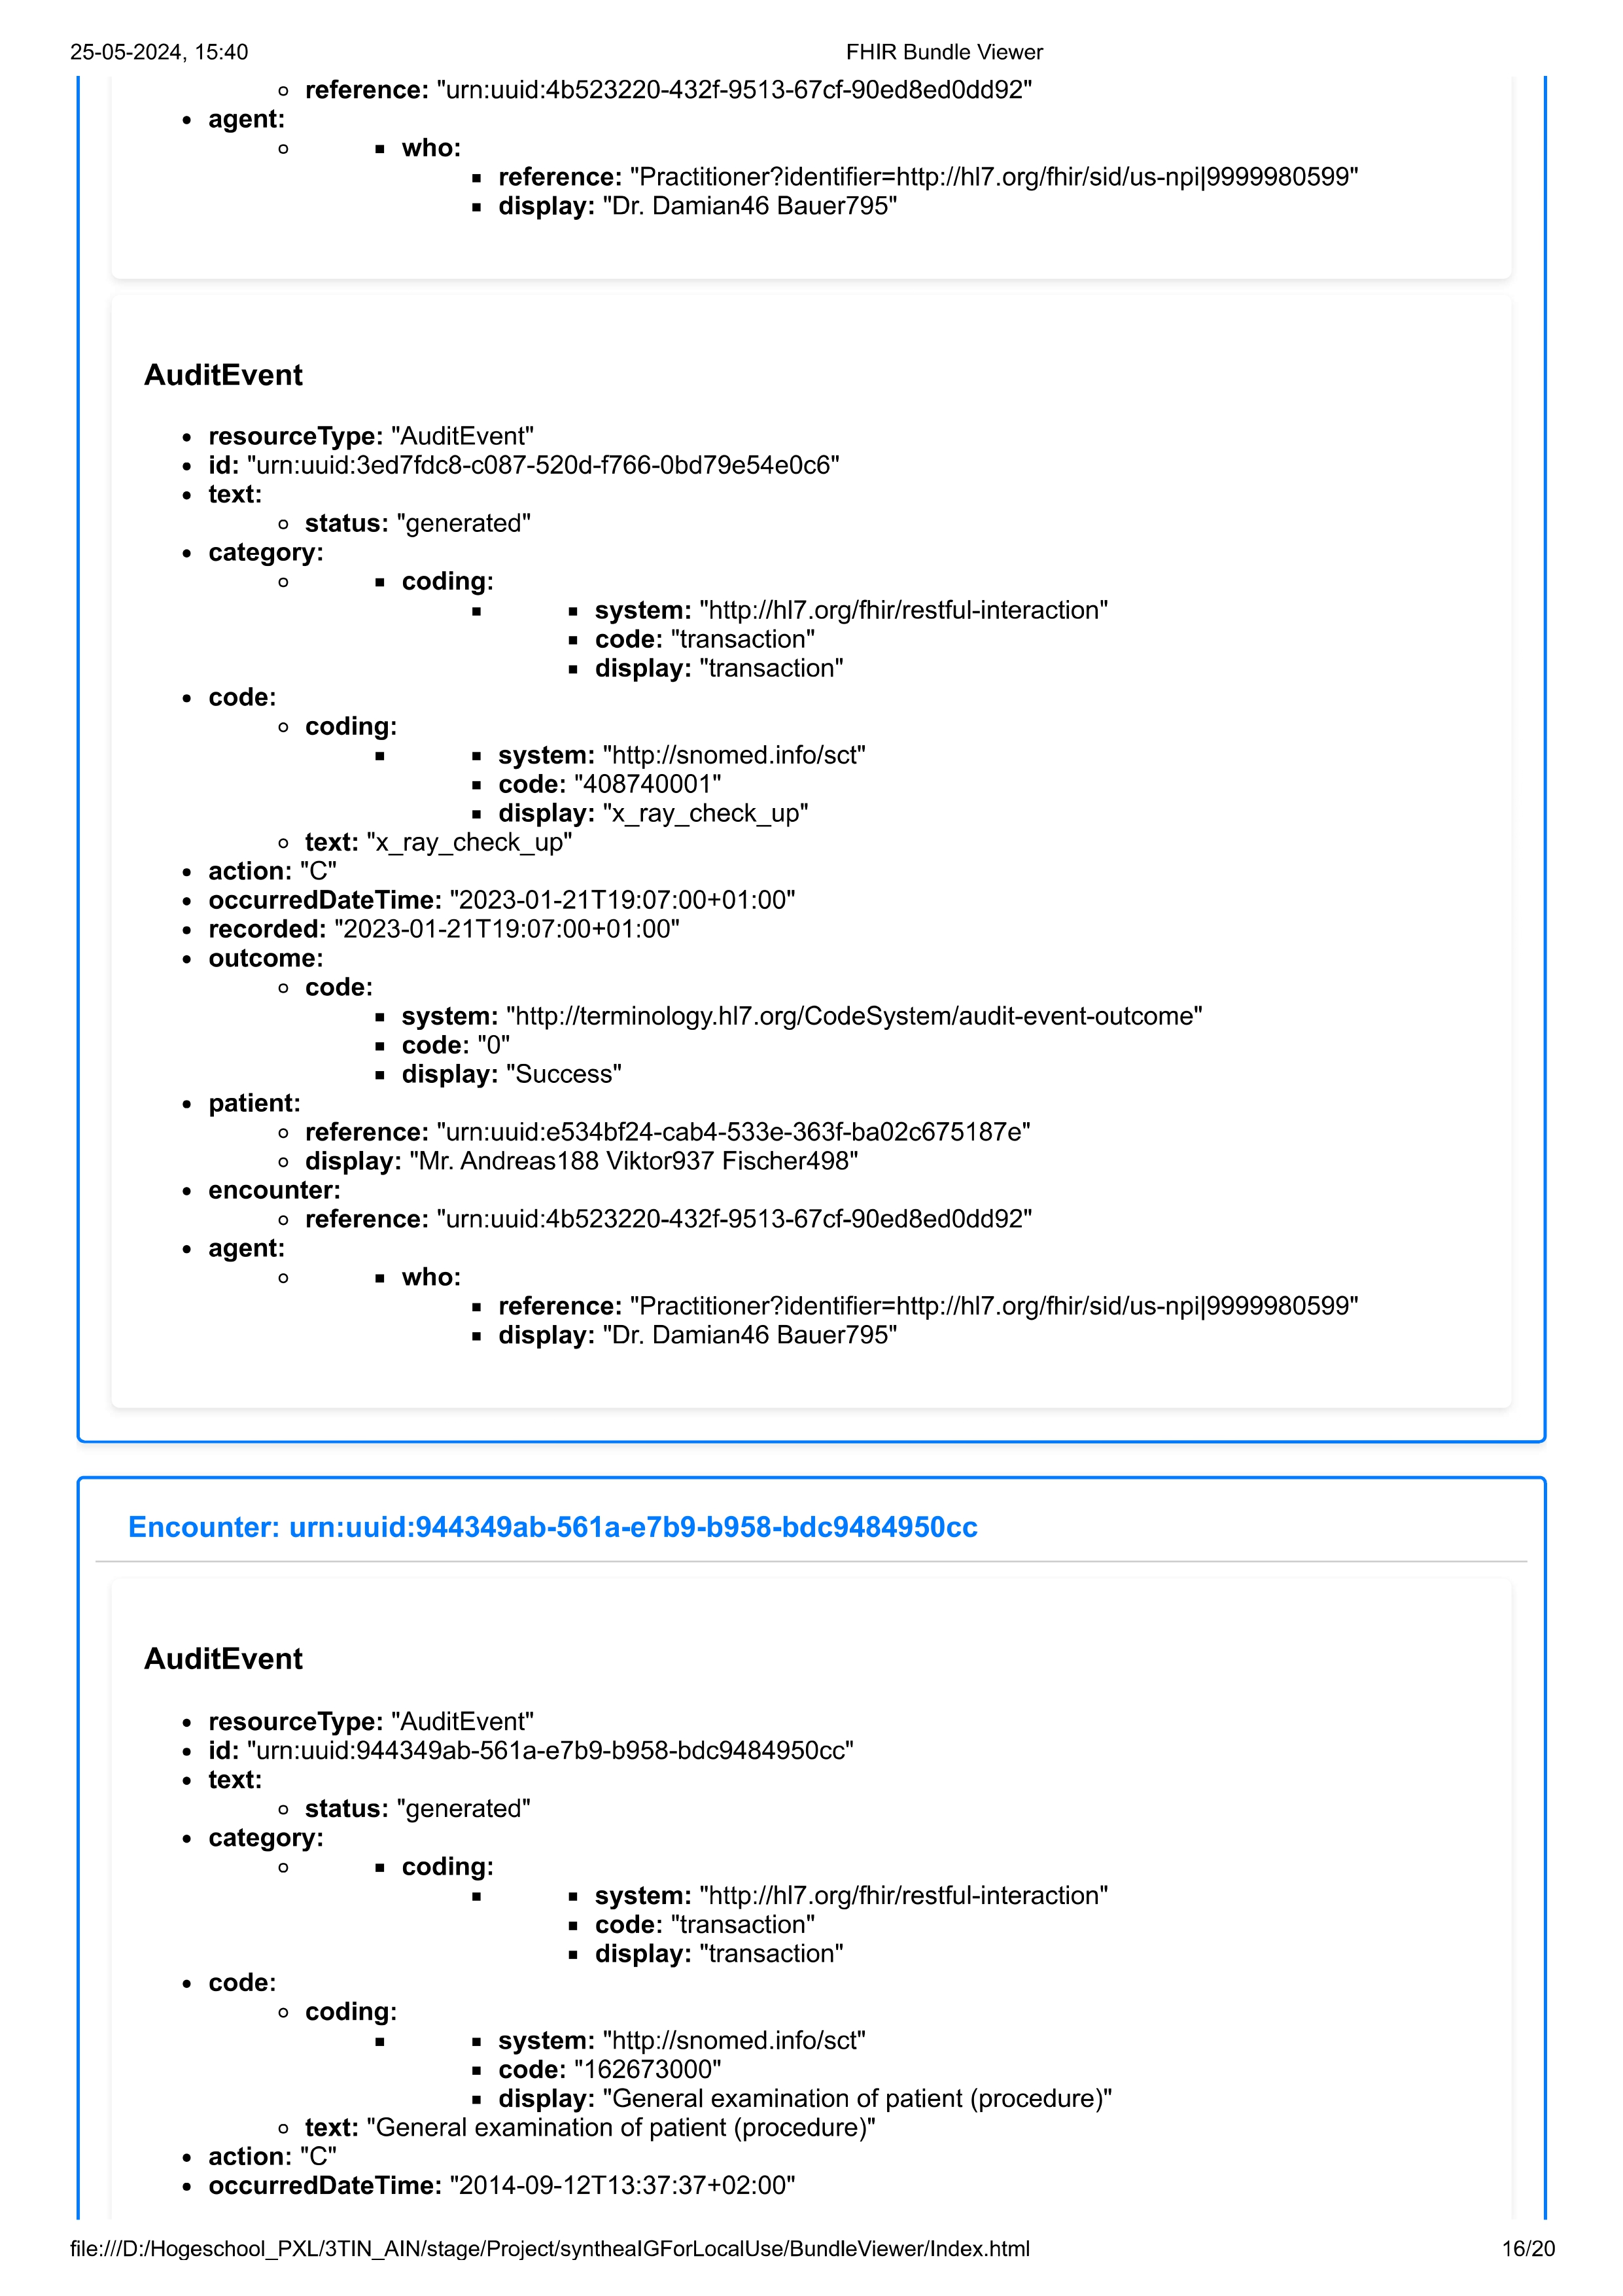 25-05-2024, 15:40
FHIR Bundle Viewer
reference: "urn:uuid:4b523220-432f-9513-67cf-90ed8ed0dd92"
agent:
who:
reference: "Practitioner?identifier=http://hl7.org/fhir/sid/us-npi|9999980599"
display: "Dr. Damian46 Bauer795"
AuditEvent
resourceType: "AuditEvent"
id: "urn:uuid:3ed7fdc8-c087-520d-f766-0bd79e54e0c6"
text:
status: "generated"
category:
coding:
system: "http://hl7.org/fhir/restful-interaction"
code: "transaction"
display: "transaction"
code:
coding:
system: "http://snomed.info/sct"
code: "408740001"
display: "x_ray_check_up"
text: "x_ray_check_up"
action: "C"
occurredDateTime: "2023-01-21T19:07:00+01:00"
recorded: "2023-01-21T19:07:00+01:00"
outcome:
code:
system: "http://terminology.hl7.org/CodeSystem/audit-event-outcome"
code: "0"
display: "Success"
patient:
reference: "urn:uuid:e534bf24-cab4-533e-363f-ba02c675187e"
display: "Mr. Andreas188 Viktor937 Fischer498"
encounter:
reference: "urn:uuid:4b523220-432f-9513-67cf-90ed8ed0dd92"
agent:
who:
reference: "Practitioner?identifier=http://hl7.org/fhir/sid/us-npi|9999980599"
display: "Dr. Damian46 Bauer795"
Encounter: urn:uuid:944349ab-561a-e7b9-b958-bdc9484950cc
AuditEvent
resourceType: "AuditEvent"
id: "urn:uuid:944349ab-561a-e7b9-b958-bdc9484950cc"
text:
status: "generated"
category:
coding:
system: "http://hl7.org/fhir/restful-interaction"
code: "transaction"
display: "transaction"
code:
coding:
system: "http://snomed.info/sct"
code: "162673000"
display: "General examination of patient (procedure)"
text: "General examination of patient (procedure)"
action: "C"
occurredDateTime: "2014-09-12T13:37:37+02:00"
file:///D:/Hogeschool_PXL/3TIN_AIN/stage/Project/syntheaIGForLocalUse/BundleViewer/Index.html
16/20